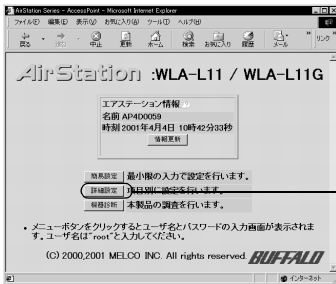 AirStation Series - AccessPoint - Microsoft Internet Explorer
ファイル(F) 編集(E) 表示(V) お気に入り(A) ツール(T) ヘルプ(H)
戻る 進む 中止 更新 ホーム 検索 お気に入り 履歴 メール リンク
AirStation :WLA-L11 / WLA-L11G
エアステーション情報
名前 AP4D0059
時刻 2001年4月4日 10時42分33秒
情報更新
簡易設定 最小限の入力で設定を行います。
詳細設定 項目別に設定を行います。
機器診断 本製品の調査を行います。
• メニューボタンをクリックするとユーザ名とパスワードの入力画面が表示されます。ユーザ名は"root"と入力してください。
(C) 2000,2001 MELCO INC. All rights reserved. BUFFALO
インターネット